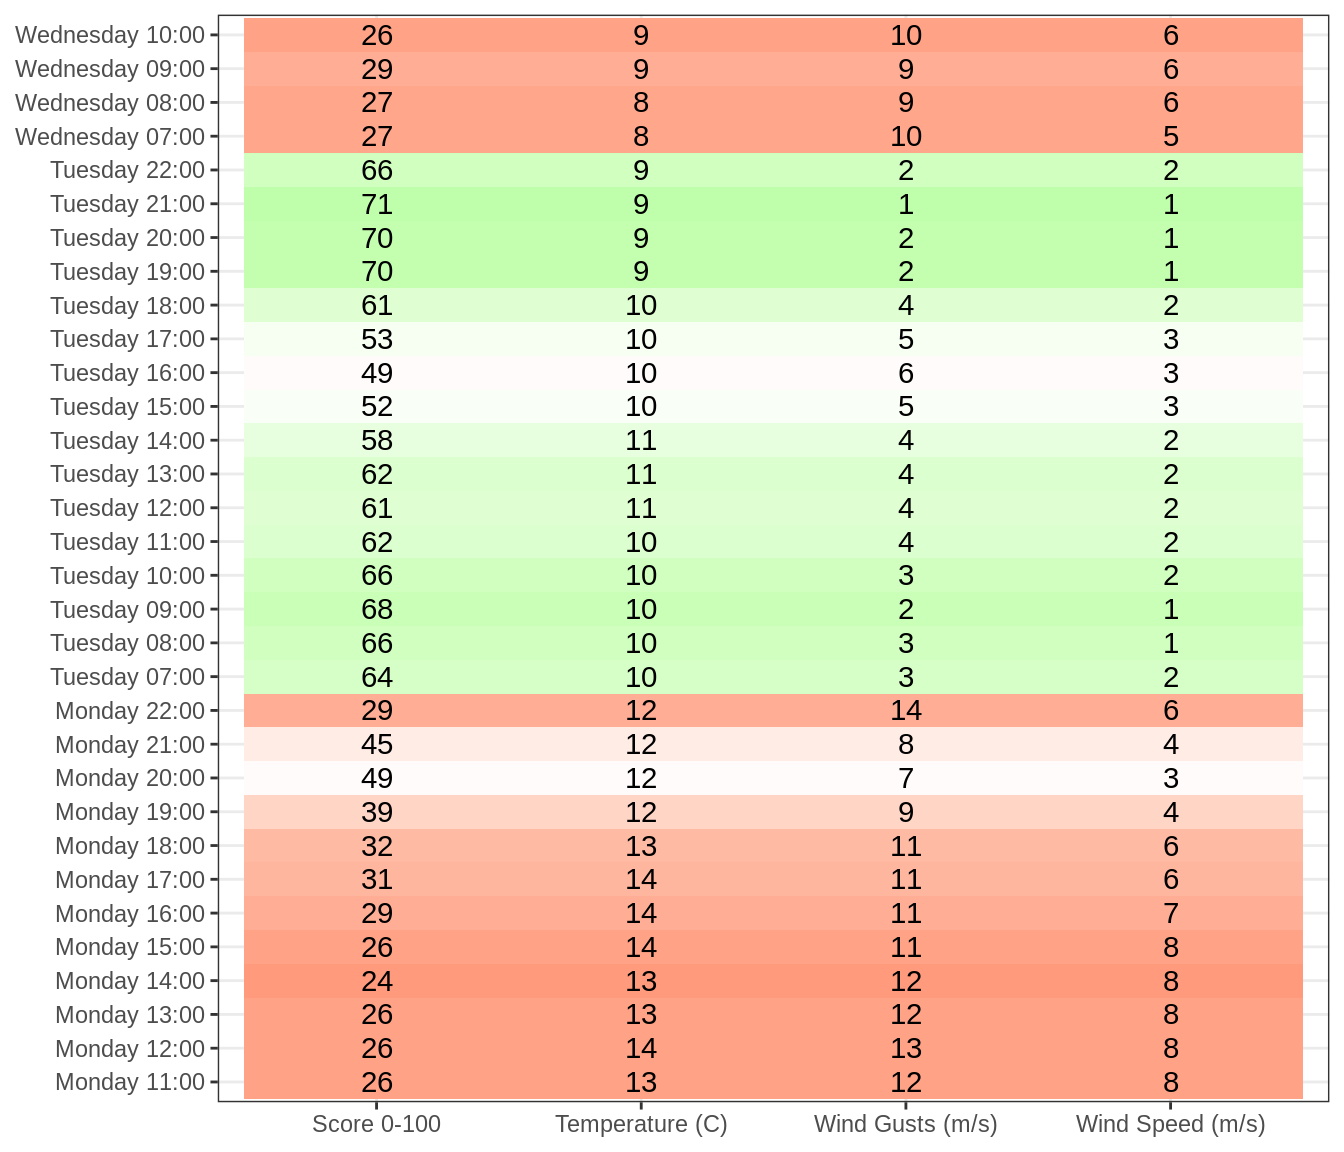 Wednesday 10:00 26 9 10 6
Wednesday 09:00 29 9 9 6
Wednesday 08:00 27 8 9 6
Wednesday 07:00 27 8 10 5
Tuesday 22:00 66 9 2 2
Tuesday 21:00 71 9 1 1
Tuesday 20:00 70 9 2 1
Tuesday 19:00 70 9 2 1
Tuesday 18:00 61 10 4 2
Tuesday 17:00 53 10 5 3
Tuesday 16:00 49 10 6 3
Tuesday 15:00 52 10 5 3
Tuesday 14:00 58 11 4 2
Tuesday 13:00 62 11 4 2
Tuesday 12:00 61 11 4 2
Tuesday 11:00 62 10 4 2
Tuesday 10:00 66 10 3 2
Tuesday 09:00 68 10 2 1
Tuesday 08:00 66 10 3 1
Tuesday 07:00 64 10 3 2
Monday 22:00 29 12 14 6
Monday 21:00 45 12 8 4
Monday 20:00 49 12 7 3
Monday 19:00 39 12 9 4
Monday 18:00 32 13 11 6
Monday 17:00 31 14 11 6
Monday 16:00 29 14 11 7
Monday 15:00 26 14 11 8
Monday 14:00 24 13 12 8
Monday 13:00 26 13 12 8
Monday 12:00 26 14 13 8
Monday 11:00 26 13 12 8
Score 0-100 Temperature (C) Wind Gusts (m/s) Wind Speed (m/s)